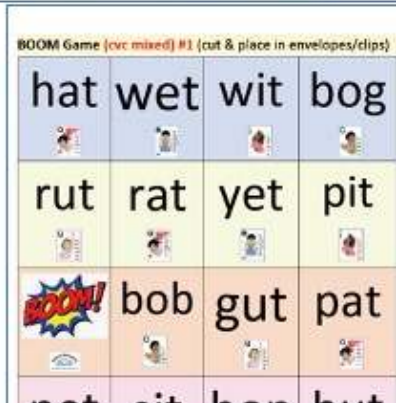 BOOM Game (cvc mixed) #1 (cut & place in envelopes/clips)
hat wet wit bog
rut rat yet pit
BOOM! bob gut pat